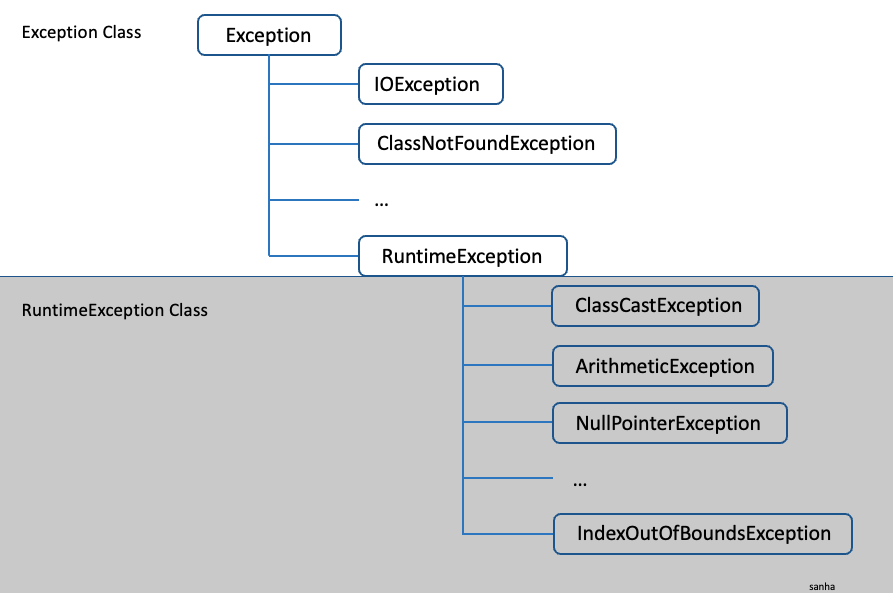 Exception Class
Exception
IOException
ClassNotFoundException
...
RuntimeException
RuntimeException Class
ClassCastException
ArithmeticException
NullPointerException
...
IndexOutOfBoundsException
sanha